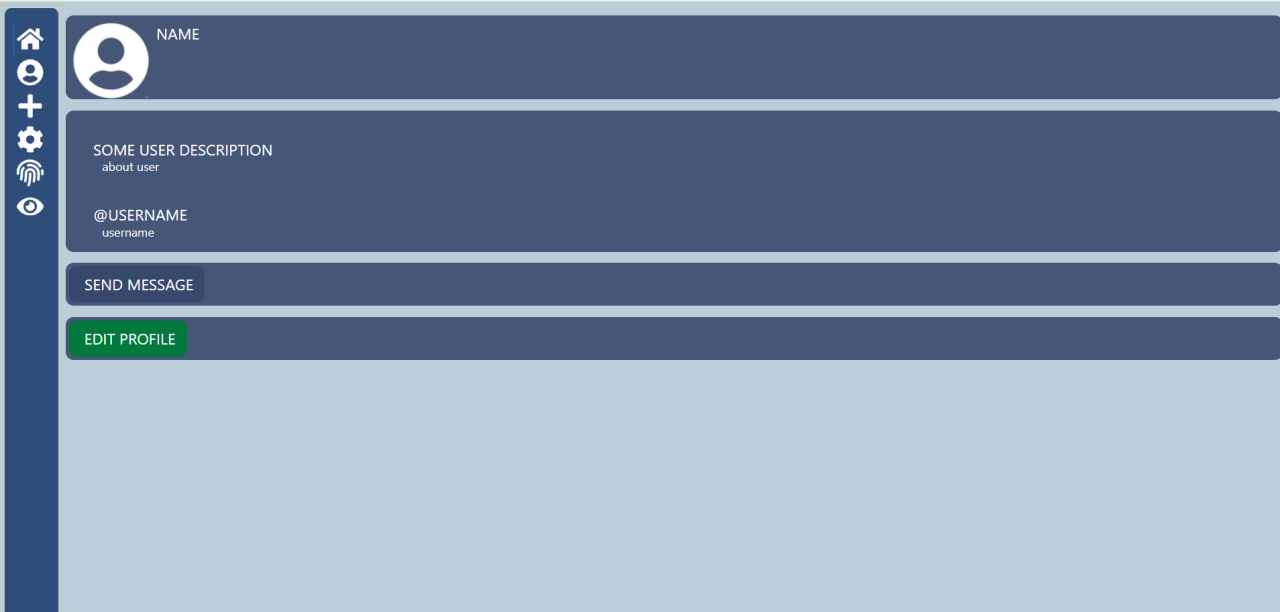 NAME
SOME USER DESCRIPTION
about user
@USERNAME
username
SEND MESSAGE
EDIT PROFILE